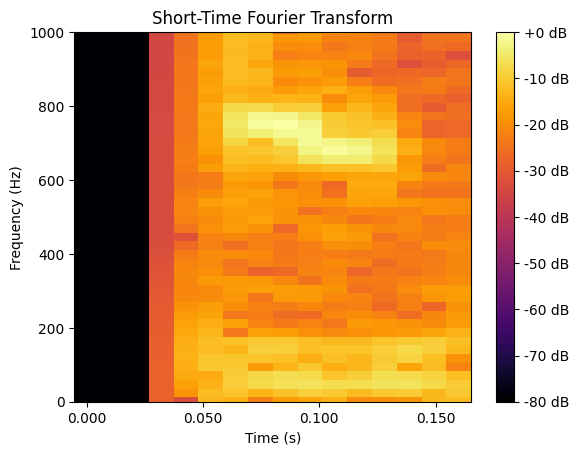 Short-Time Fourier Transform
1000
800
600
400
200
0
Frequency (Hz)
0.000
0.050
0.100
0.150
Time (s)
+0 dB
-10 dB
-20 dB
-30 dB
-40 dB
-50 dB
-60 dB
-70 dB
-80 dB